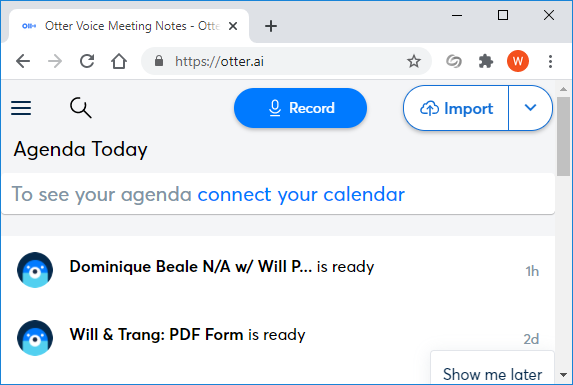 Otter Voice Meeting Notes - Otte
https://otter.ai
W
Record
Import
Agenda Today
To see your agenda connect your calendar
Dominique Beale N/A w/ Will P... is ready
1h
Will & Trang: PDF Form is ready
2d
Show me later